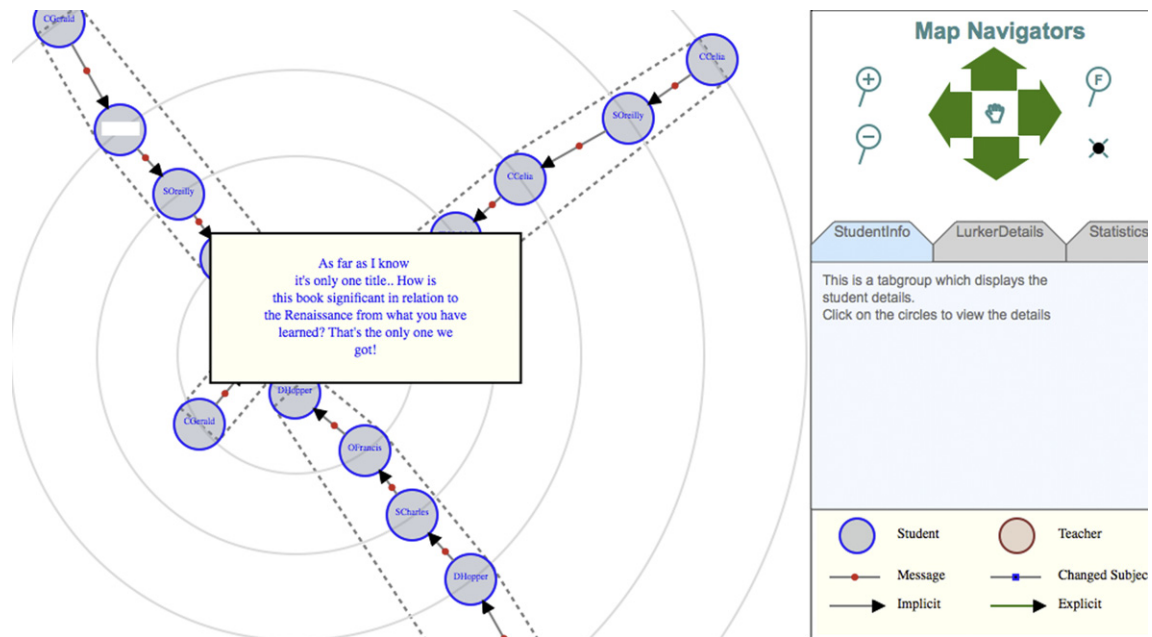 CGerald
CCelia
SOreilly
CCelia
SOreilly
As far as I know
it's only one title.. How is
this book significant in relation to
the Renaissance from what you have
learned? That's the only one we
got!
CGerald
DHopper
OFrancis
SCharles
DHopper
Map Navigators
+
F
−
StudentInfo
LurkerDetails
Statistics
This is a tabgroup which displays the
student details.
Click on the circles to view the details
Student
Teacher
Message
Changed Subjec
Implicit
Explicit